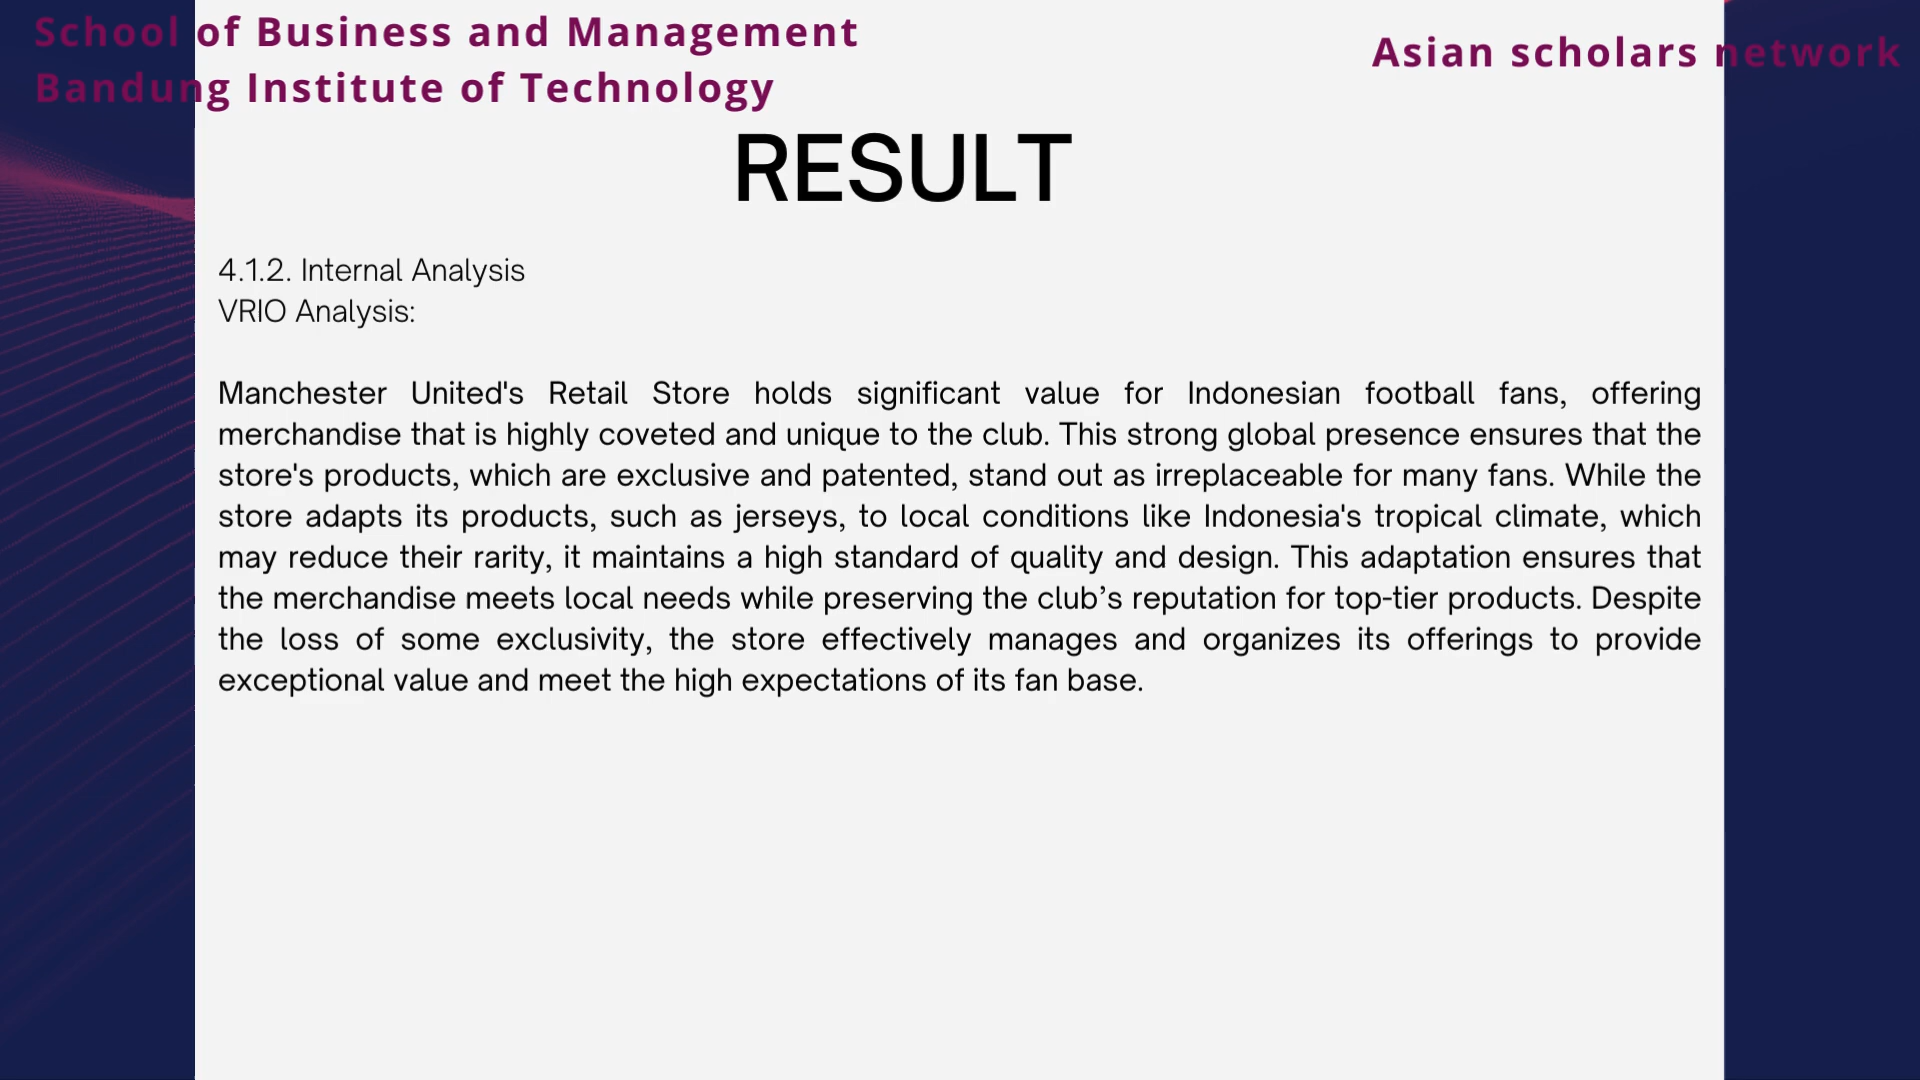 School of Business and Management
Bandung Institute of Technology
Asian scholars network
RESULT
4.1.2. Internal Analysis
VRIO Analysis:
Manchester United's Retail Store holds significant value for Indonesian football fans, offering
merchandise that is highly coveted and unique to the club. This strong global presence ensures that the
store's products, which are exclusive and patented, stand out as irreplaceable for many fans. While the
store adapts its products, such as jerseys, to local conditions like Indonesia's tropical climate, which
may reduce their rarity, it maintains a high standard of quality and design. This adaptation ensures that
the merchandise meets local needs while preserving the club’s reputation for top-tier products. Despite
the loss of some exclusivity, the store effectively manages and organizes its offerings to provide
exceptional value and meet the high expectations of its fan base.